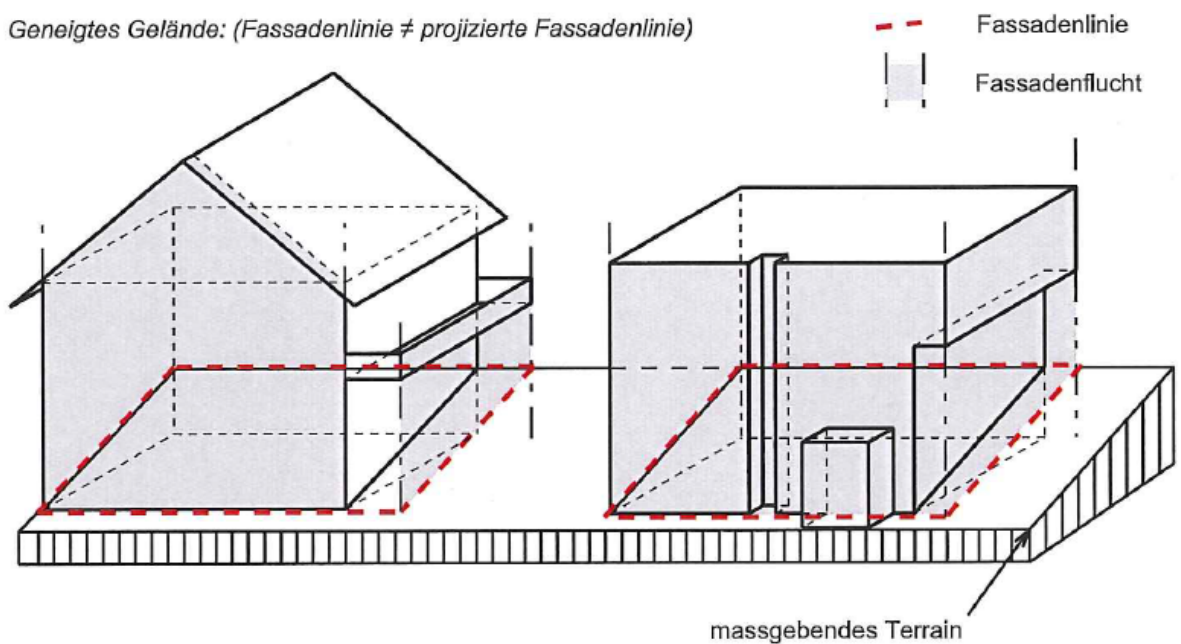 Geneigtes Gelände: (Fassadenlinie ≠ projizierte Fassadenlinie)
Fassadenlinie
Fassadenflucht
massgebendes Terrain